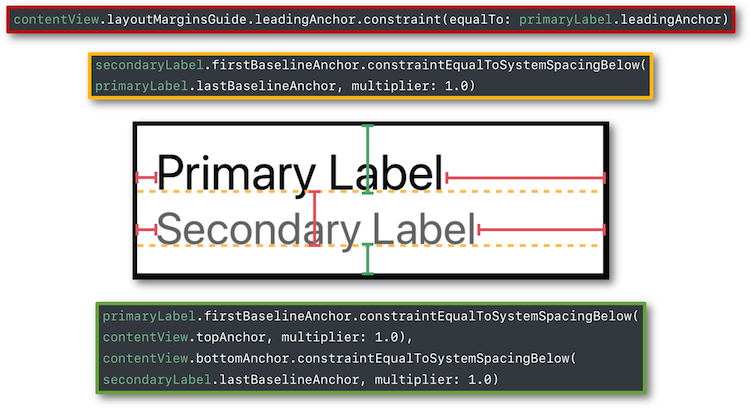 contentView.layoutMarginsGuide.leadingAnchor.constraint(equalTo: primaryLabel.leadingAnchor)
secondaryLabel.firstBaselineAnchor.constraintEqualToSystemSpacingBelow(
primaryLabel.lastBaselineAnchor, multiplier: 1.0)
Primary Label
Secondary Label
primaryLabel.firstBaselineAnchor.constraintEqualToSystemSpacingBelow(
contentView.topAnchor, multiplier: 1.0),
contentView.bottomAnchor.constraintEqualToSystemSpacingBelow(
secondaryLabel.lastBaselineAnchor, multiplier: 1.0)